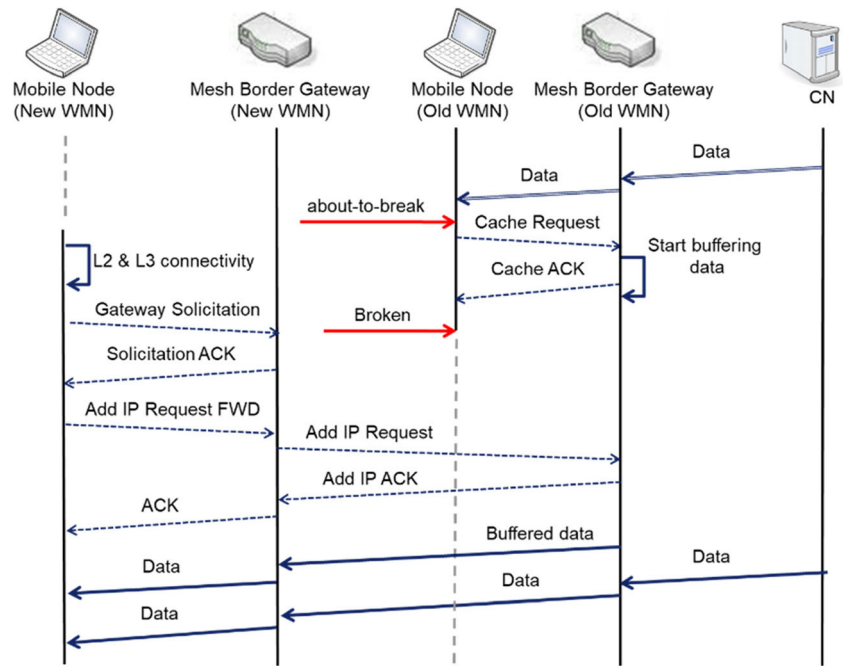 Mobile Node
(New WMN)
Mesh Border Gateway
(New WMN)
Mobile Node
(Old WMN)
Mesh Border Gateway
(Old WMN)
CN
Data
Data
about-to-break
Cache Request
Start buffering
data
L2 & L3 connectivity
Cache ACK
Gateway Solicitation
Broken
Solicitation ACK
Add IP Request FWD
Add IP Request
Add IP ACK
ACK
Buffered data
Data
Data
Data
Data